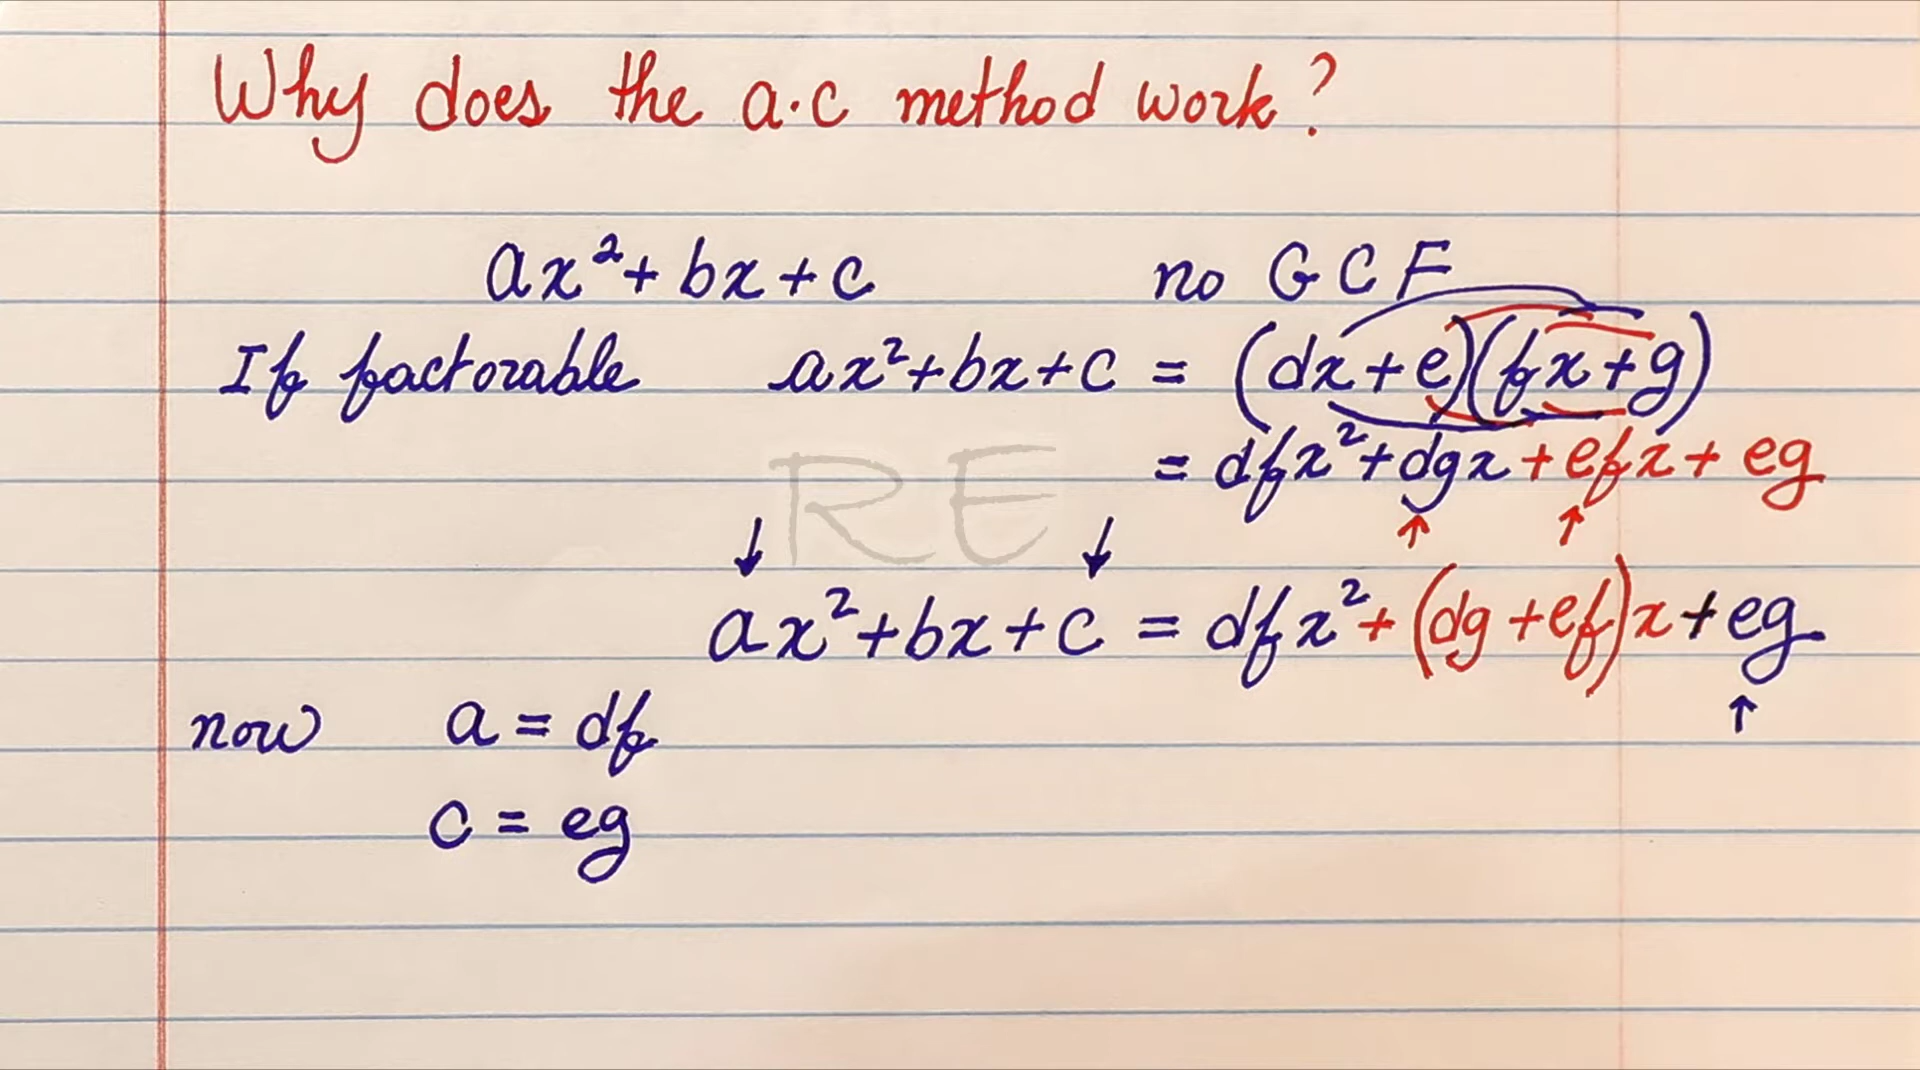 Why does the a·c method work?
ax²+bx+c no GCF
If factorable ax²+bx+c = (dx+e)(fx+g)
= dfx²+dgx+efx+eg
RE
↓ ↓ ↑ ↑
ax²+bx+c = dfx²+(dg+ef)x+eg
↑
now a = df
c = eg